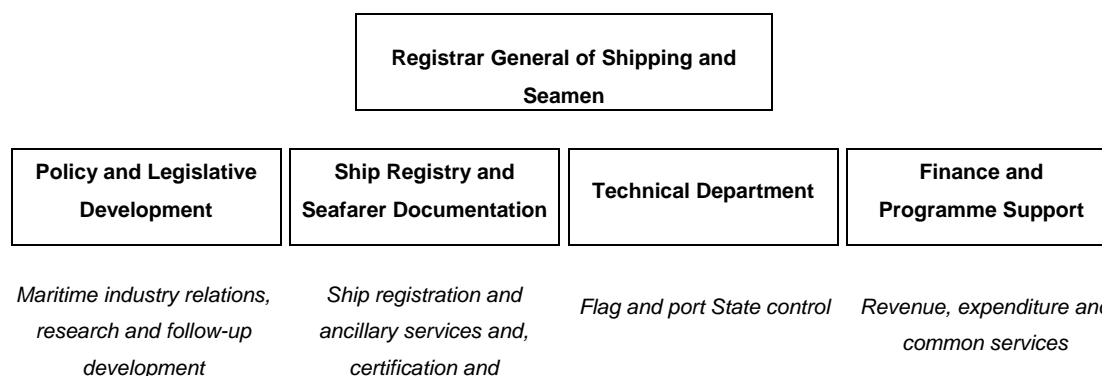 Registrar General of Shipping and
Seamen
Policy and Legislative
Development
Ship Registry and
Seafarer Documentation
Technical Department
Finance and
Programme Support
Maritime industry relations,
research and follow-up
development
Ship registration and
ancillary services and,
certification and
Flag and port State control
Revenue, expenditure and
common services